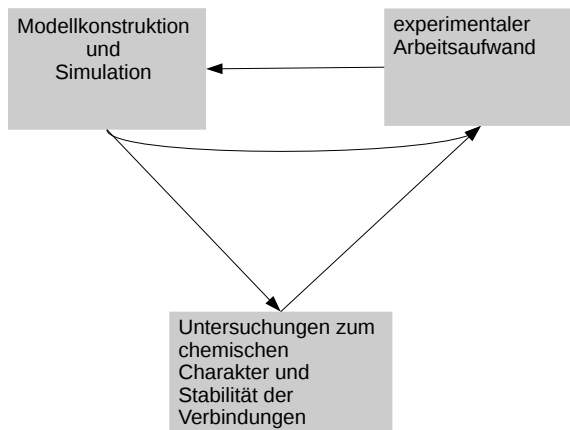 Modellkonstruktion
und
Simulation
experimentaler
Arbeitsaufwand
Untersuchungen zum
chemischen
Charakter und
Stabilität der
Verbindungen